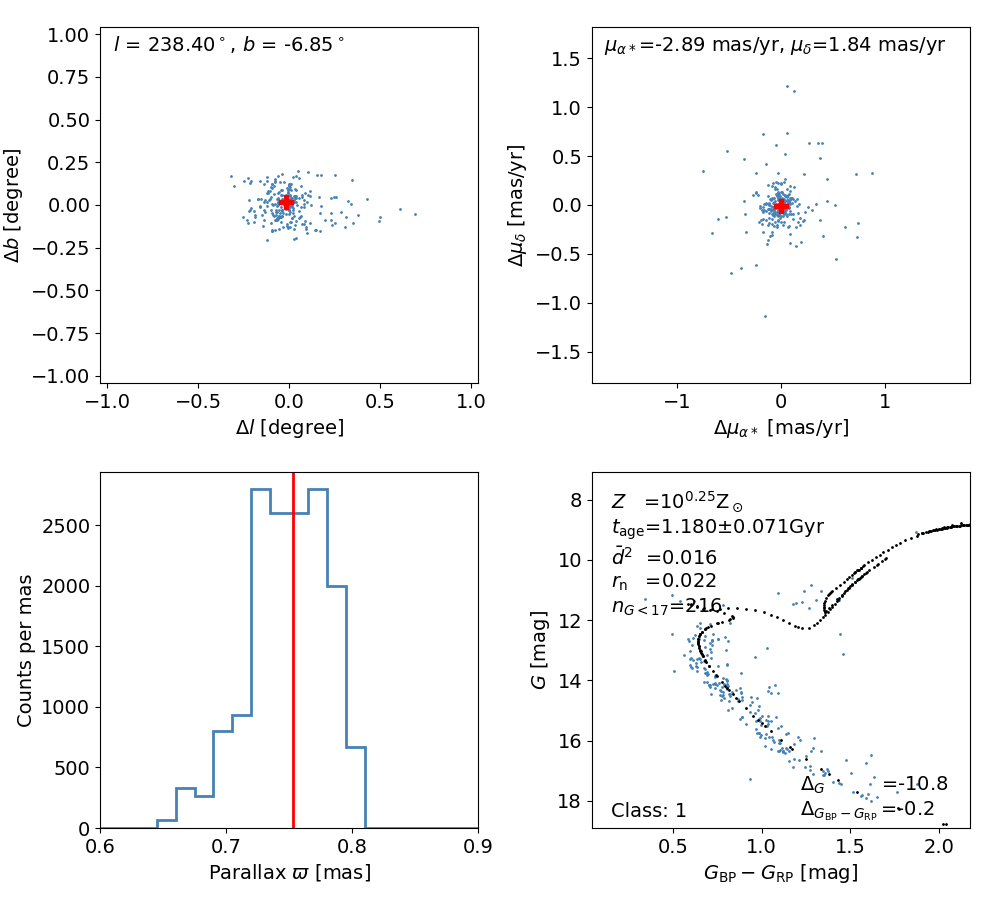 l = 238.40°, b = -6.85°
1.00
0.75
0.50
0.25
0.00
−0.25
−0.50
−0.75
−1.00
Δb [degree]
−1.0 −0.5 0.0 0.5 1.0
Δl [degree]
μα∗=-2.89 mas/yr, μδ=1.84 mas/yr
1.5
1.0
0.5
0.0
−0.5
−1.0
−1.5
Δμδ [mas/yr]
−1 0 1
Δμα∗ [mas/yr]
2500
2000
1500
1000
500
0
Counts per mas
0.6 0.7 0.8 0.9
Parallax ϖ [mas]
Z =10^0.25Z⊙
t_age=1.180±0.071Gyr
d̄² =0.016
r_n =0.022
n_G<17=216
8
10
12
14
16
18
G [mag]
Δ_G =-10.8
Δ_GBP−GRP =-0.2
Class: 1
0.5 1.0 1.5 2.0
G_BP − G_RP [mag]